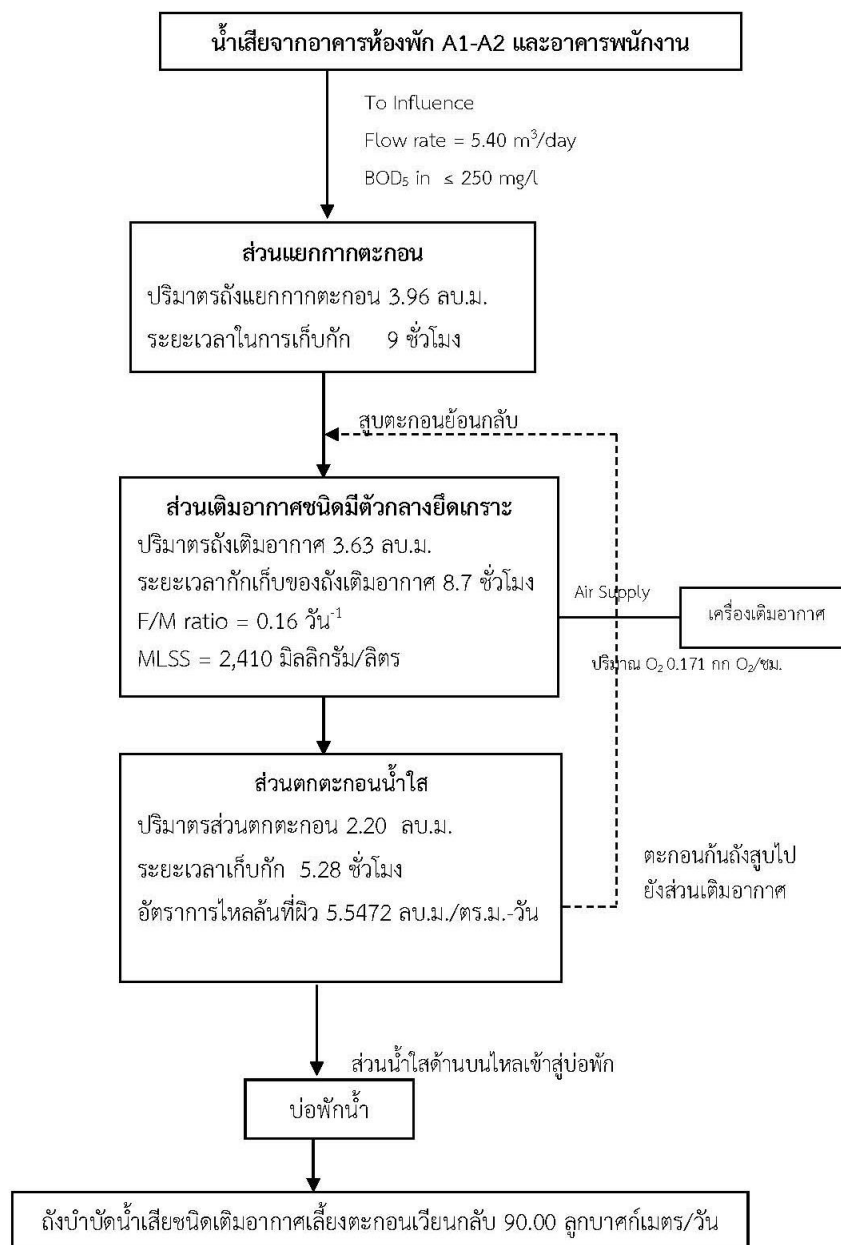 น้ำเสียจากอาคารห้องพัก A1-A2 และอาคารพนักงาน
To Influence
Flow rate = 5.40 m³/day
BOD₅ in ≤ 250 mg/l
ส่วนแยกกากตะกอน
ปริมาตรถังแยกกากตะกอน 3.96 ลบ.ม.
ระยะเวลาในการเก็บกัก 9 ชั่วโมง
สูบตะกอนย้อนกลับ
ส่วนเติมอากาศชนิดมีตัวกลางยึดเกราะ
ปริมาตรถังเติมอากาศ 3.63 ลบ.ม.
ระยะเวลากักเก็บของถังเติมอากาศ 8.7 ชั่วโมง
F/M ratio = 0.16 วัน⁻¹
MLSS = 2,410 มิลลิกรัม/ลิตร
Air Supply
เครื่องเติมอากาศ
ปริมาณ O₂ 0.171 กก O₂/ชม.
ส่วนตกตะกอนน้ำใส
ปริมาตรส่วนตกตะกอน 2.20 ลบ.ม.
ระยะเวลาเก็บกัก 5.28 ชั่วโมง
อัตราการไหลล้นที่ผิว 5.5472 ลบ.ม./ตร.ม.-วัน
ตะกอนก้นถังสูบไป
ยังส่วนเติมอากาศ
ส่วนน้ำใสด้านบนไหลเข้าสู่บ่อพัก
บ่อพักน้ำ
ถังบำบัดน้ำเสียชนิดเติมอากาศเลี้ยงตะกอนเวียนกลับ 90.00 ลูกบาศก์เมตร/วัน